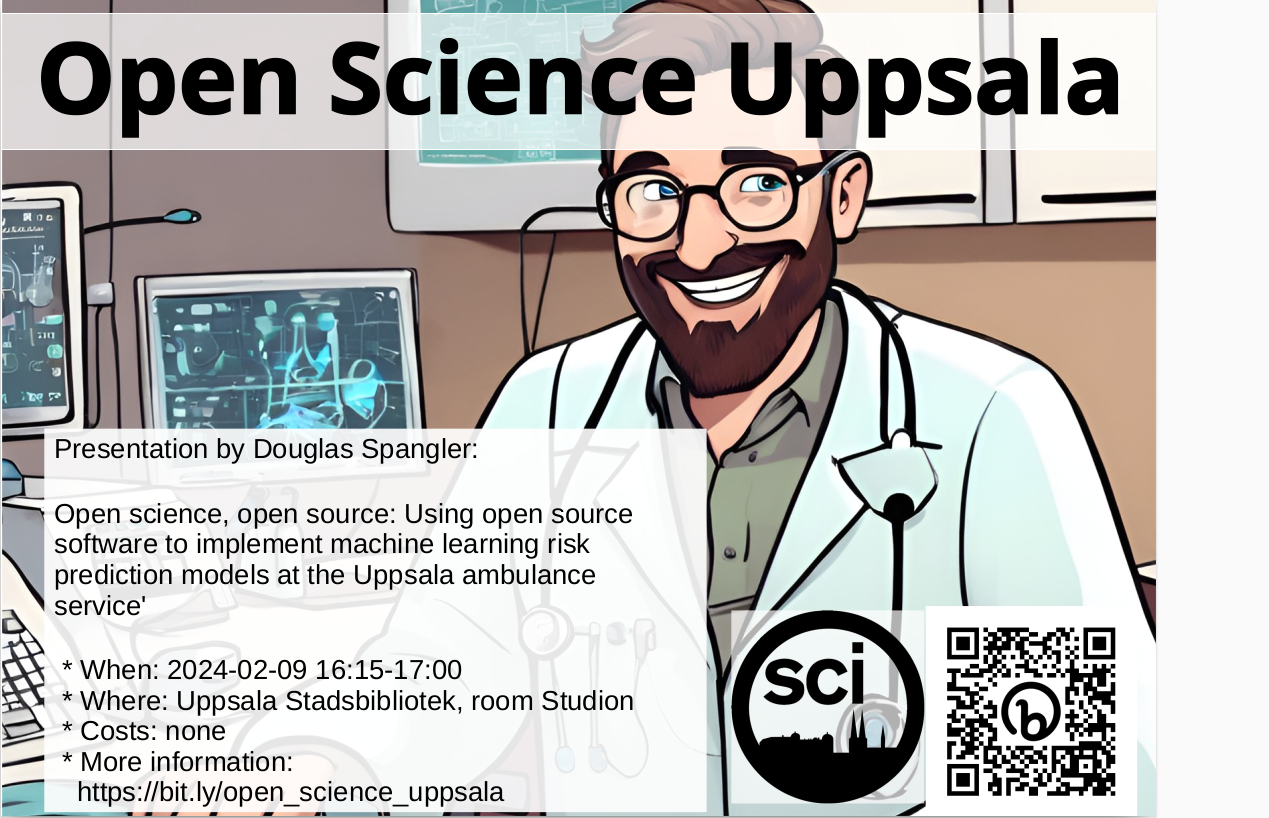 Open Science Uppsala
Presentation by Douglas Spangler:
Open science, open source: Using open source
software to implement machine learning risk
prediction models at the Uppsala ambulance
service'
* When: 2024-02-09 16:15-17:00
* Where: Uppsala Stadsbibliotek, room Studion
* Costs: none
* More information:
https://bit.ly/open_science_uppsala
sci
b